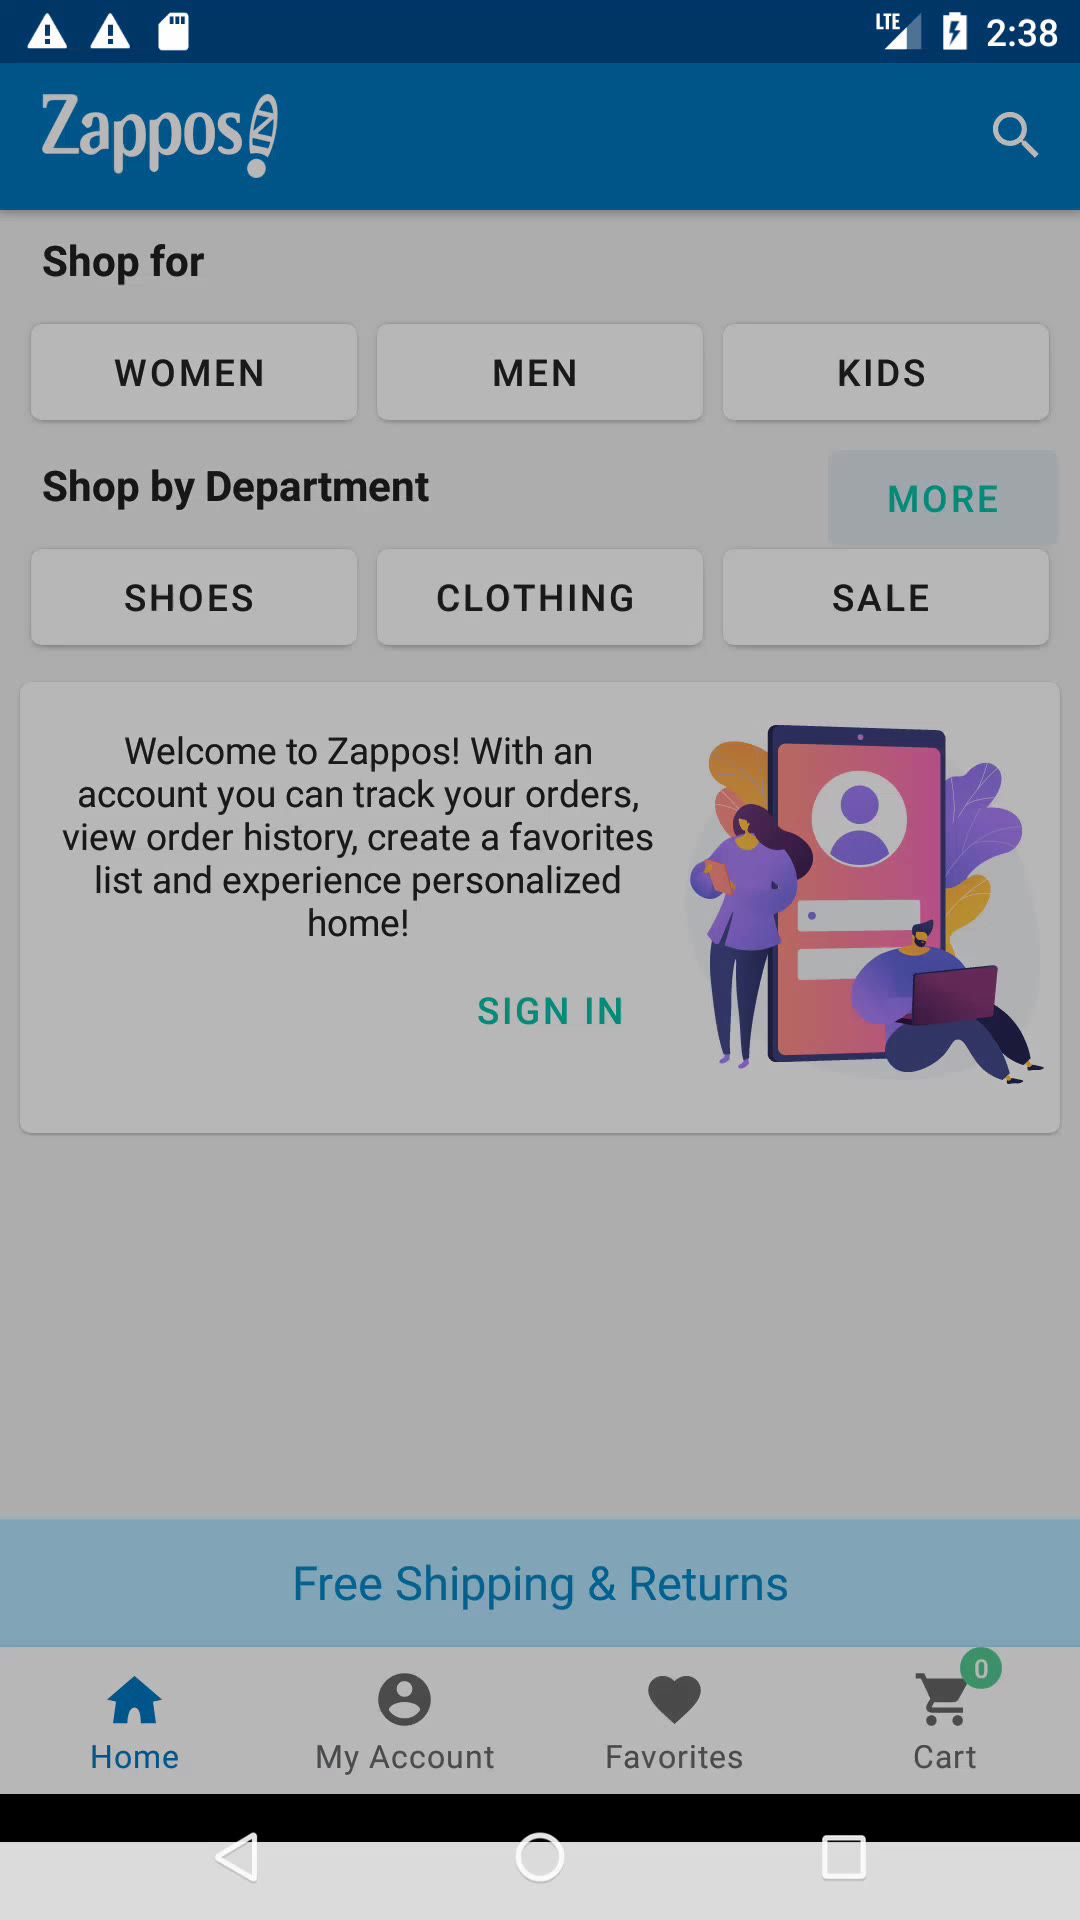 LTE 2:38
Zappos
Shop for
WOMEN MEN KIDS
Shop by Department MORE
SHOES CLOTHING SALE
Welcome to Zappos! With an
account you can track your orders,
view order history, create a favorites
list and experience personalized
home!
SIGN IN
Free Shipping & Returns
0
Home My Account Favorites Cart